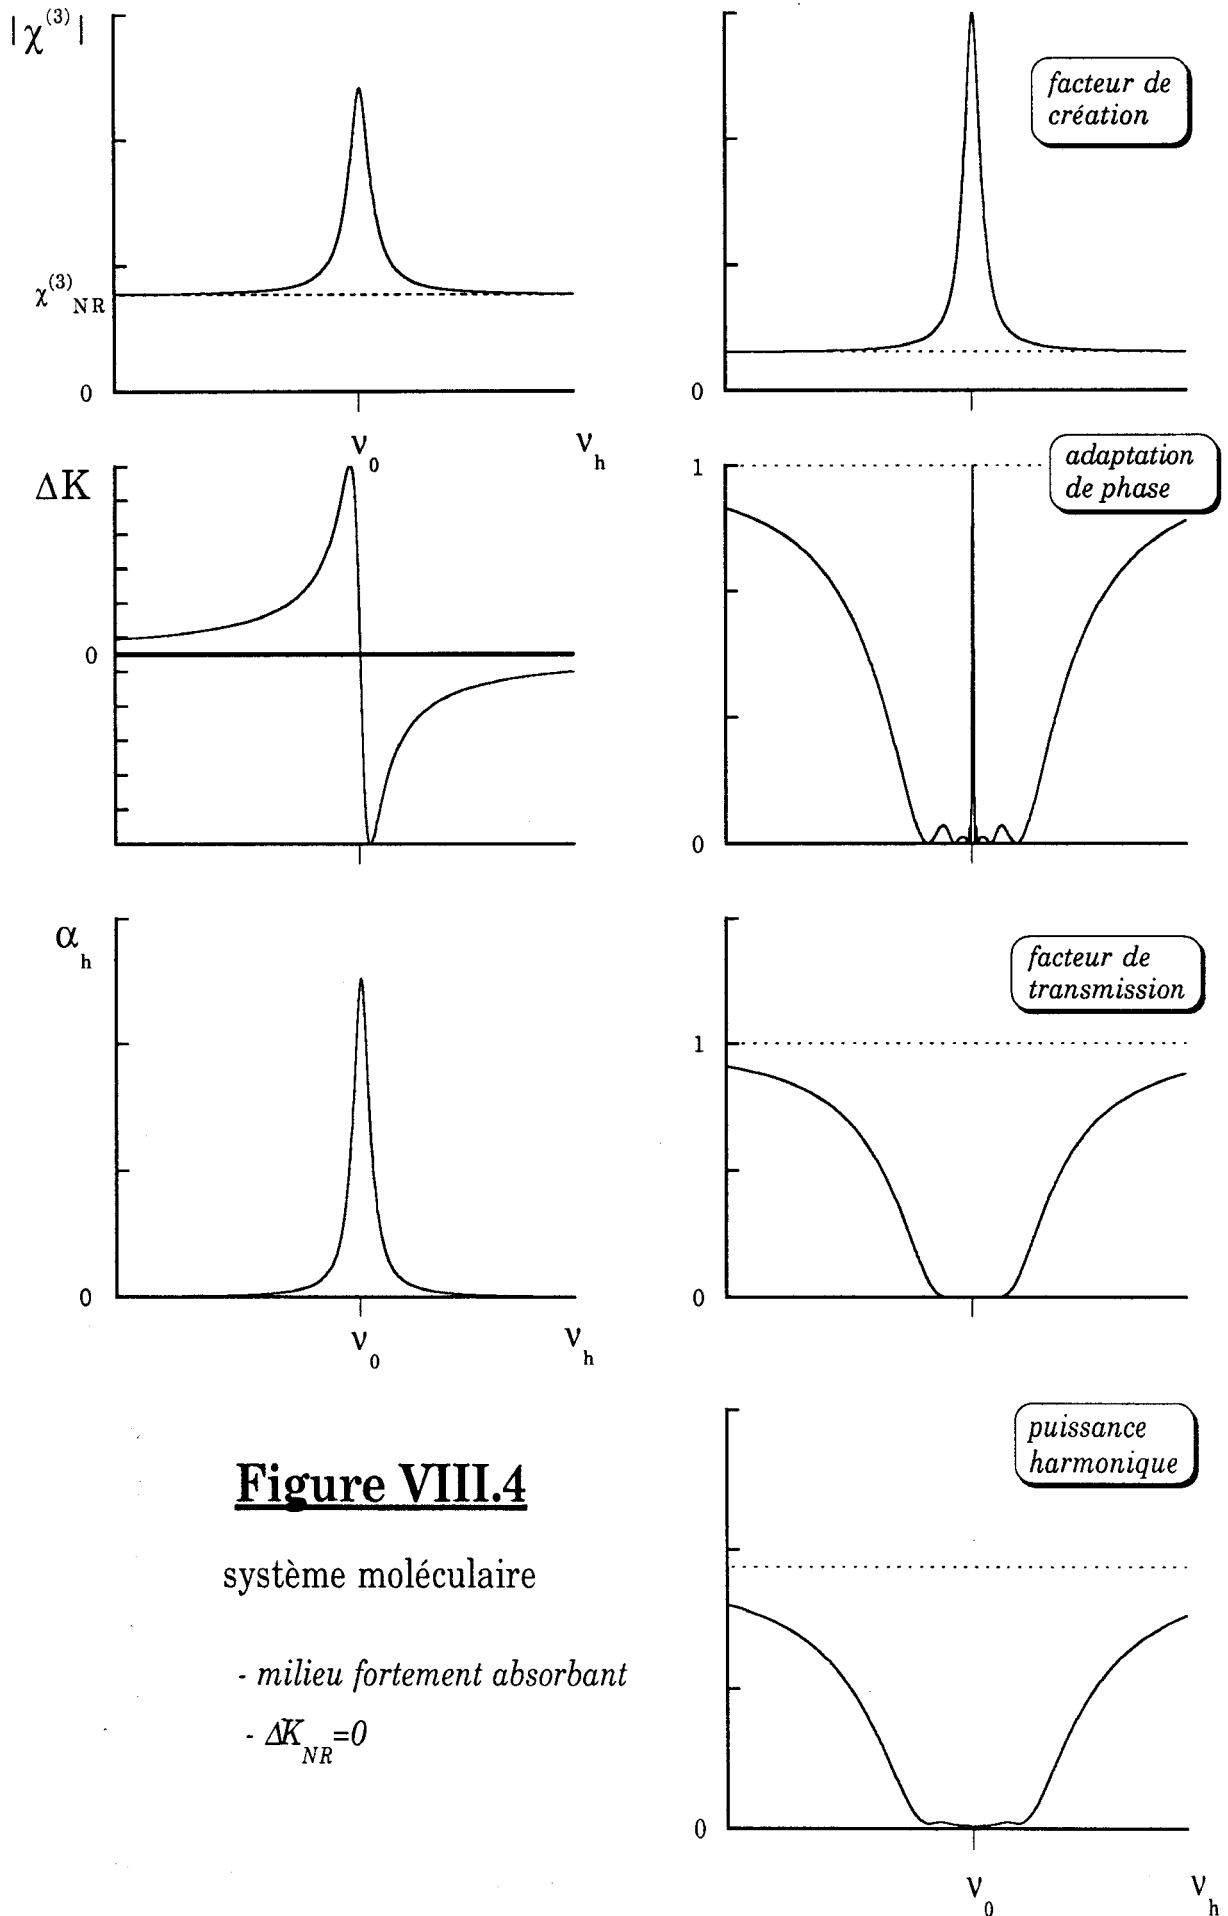 |χ^(3)|
χ^(3)_NR
0
ν_0
ν_h
facteur de
création
0
ΔK
0
adaptation
de phase
1
0
α_h
0
ν_0
ν_h
facteur de
transmission
1
0
Figure VIII.4
système moléculaire
- milieu fortement absorbant
- ΔK_NR=0
puissance
harmonique
0
ν_0
ν_h